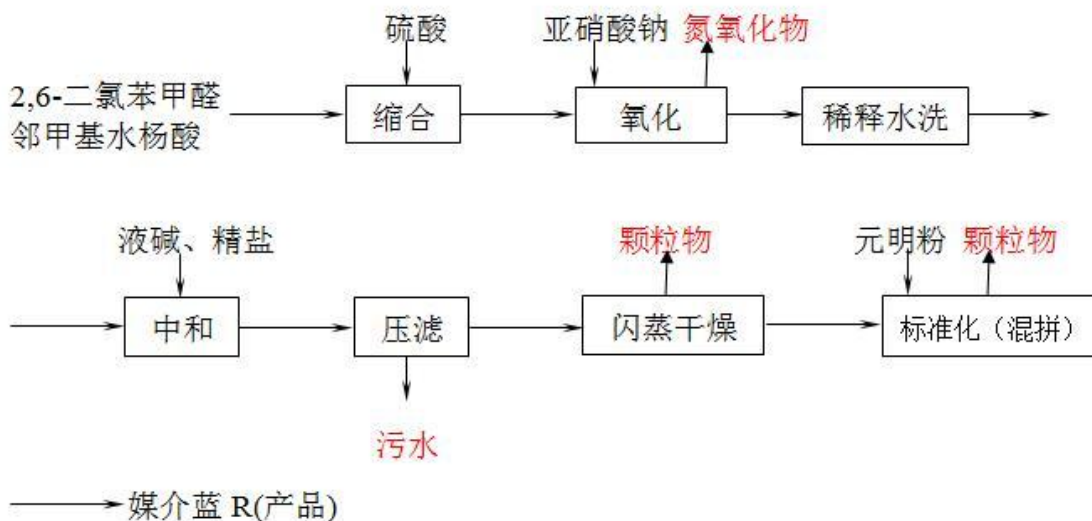 硫酸
亚硝酸钠 氮氧化物
2,6-二氯苯甲醛
邻甲基水杨酸
缩合
氧化
稀释水洗
液碱、精盐
颗粒物
元明粉 颗粒物
中和
压滤
闪蒸干燥
标准化（混拼）
污水
媒介蓝 R(产品)